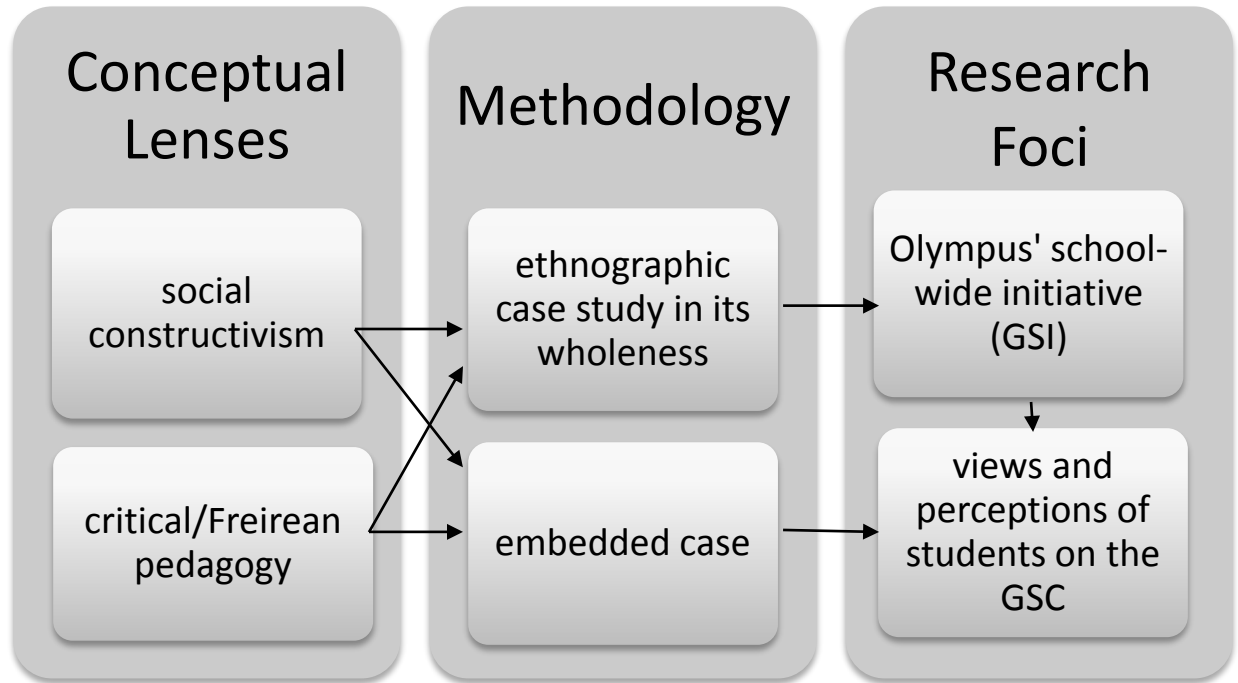 Conceptual
Lenses
social
constructivism
critical/Freirean
pedagogy
Methodology
ethnographic
case study in its
wholeness
embedded case
Research
Foci
Olympus' school-
wide initiative
(GSI)
views and
perceptions of
students on the
GSC